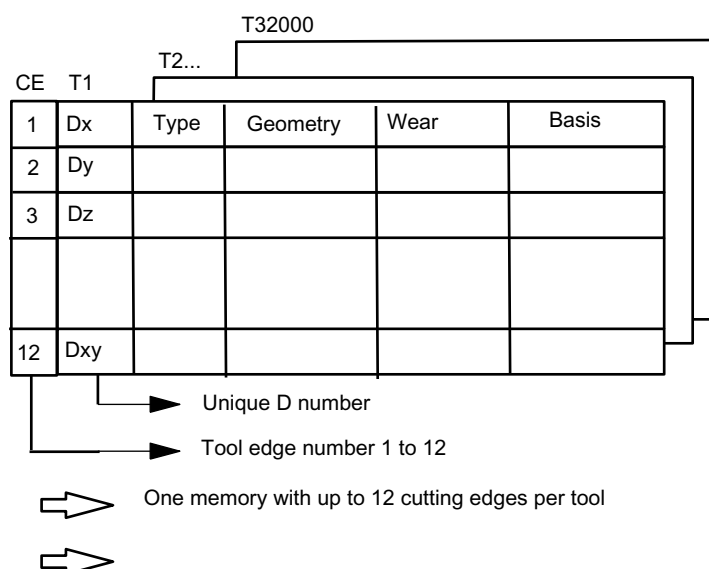 T32000
T2...
CE T1
1 Dx Type Geometry Wear Basis
2 Dy
3 Dz
12 Dxy
Unique D number
Tool edge number 1 to 12
One memory with up to 12 cutting edges per tool